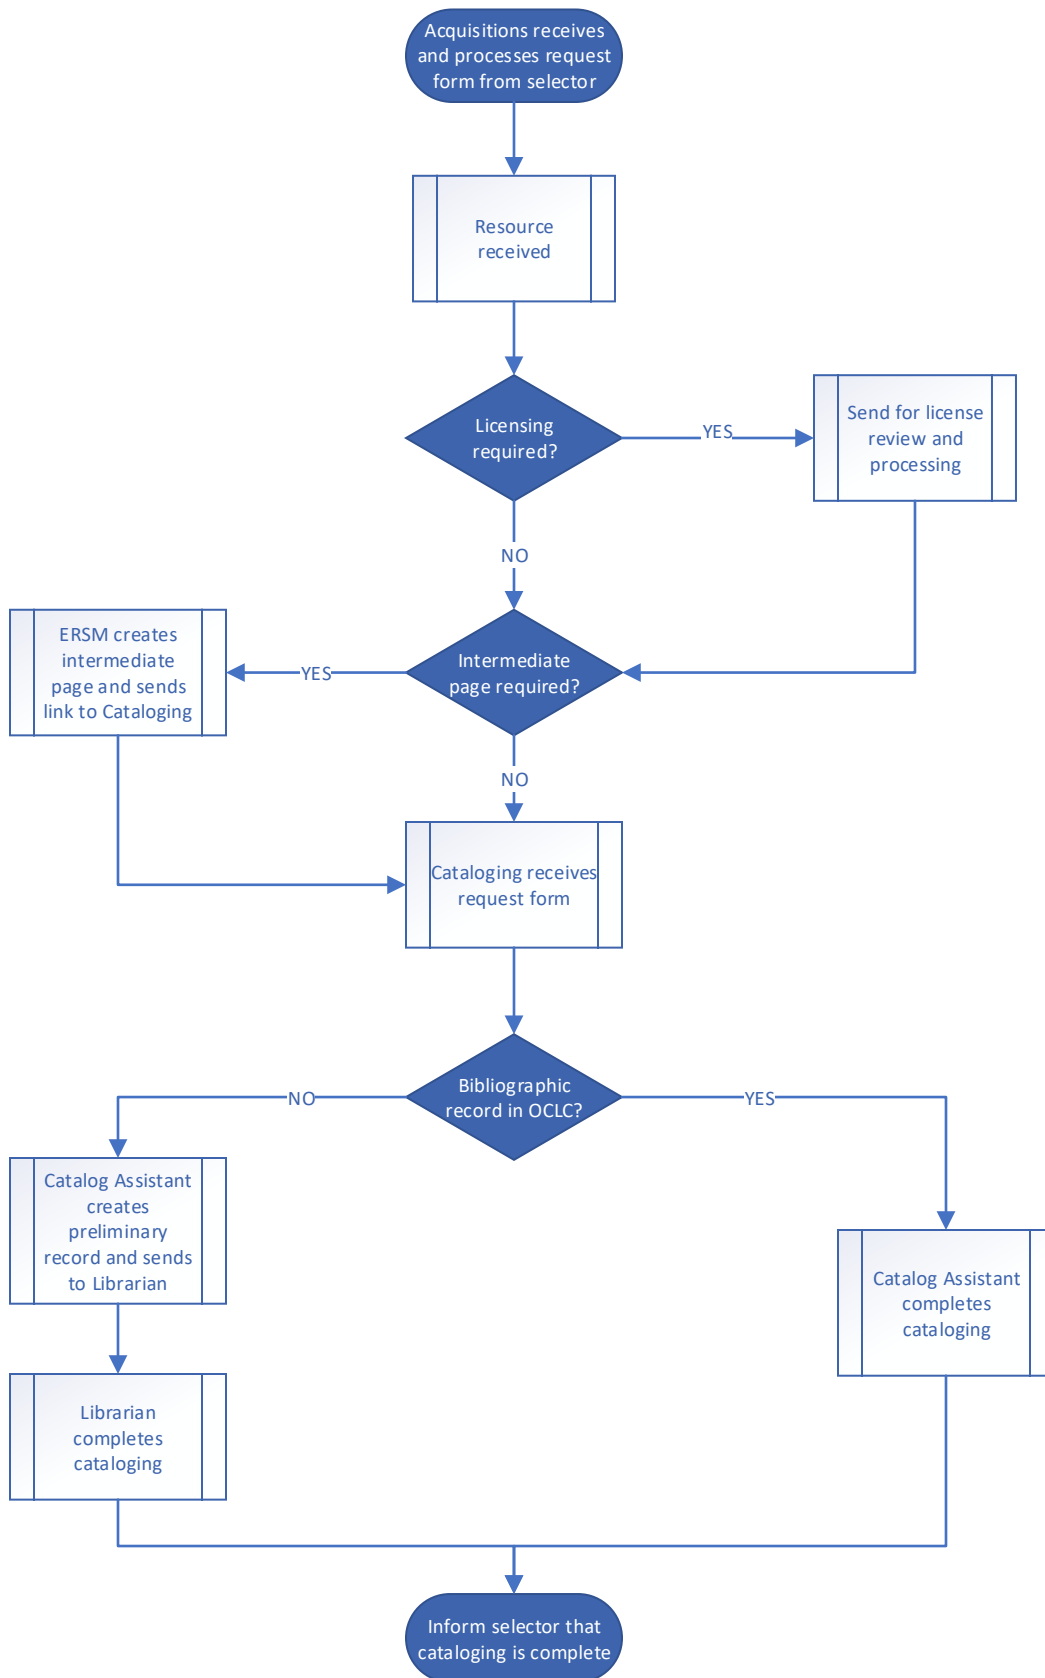 Acquisitions receives
and processes request
form from selector
Resource
received
Licensing
required?
YES
Send for license
review and
processing
NO
ERSM creates
intermediate
page and sends
link to Cataloging
YES
Intermediate
page required?
NO
Cataloging receives
request form
Bibliographic
record in OCLC?
NO
YES
Catalog Assistant
creates
preliminary
record and sends
to Librarian
Catalog Assistant
completes
cataloging
Librarian
completes
cataloging
Inform selector that
cataloging is complete